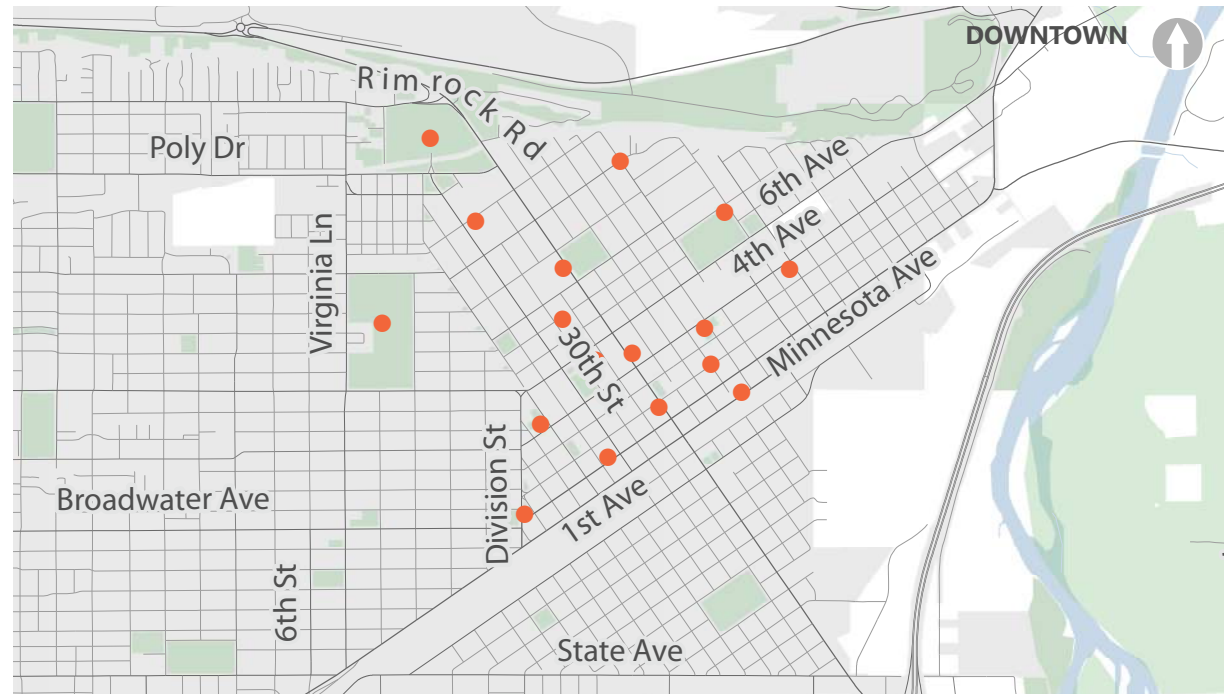 DOWNTOWN
Rimrock Rd
Poly Dr
6th Ave
4th Ave
Virginia Ln
Minnesota Ave
30th St
Division St
Broadwater Ave
1st Ave
6th St
State Ave